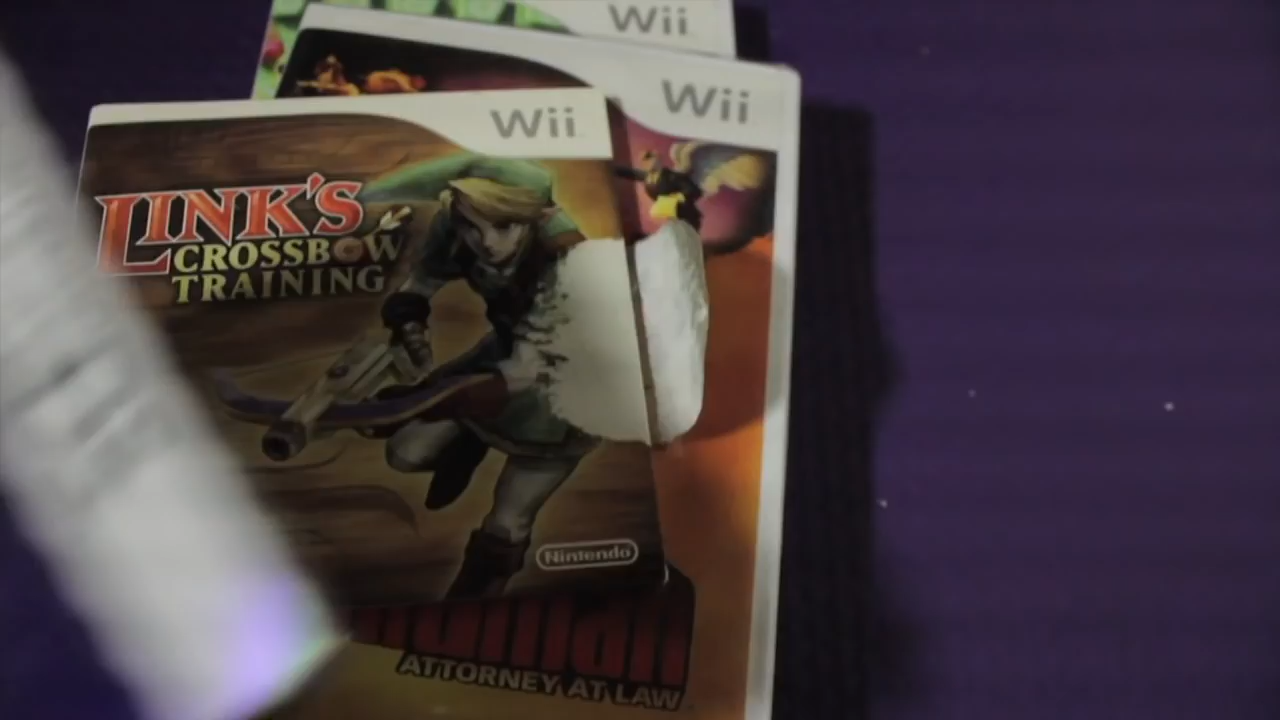 Wii
Wii
Wii
LINK'S
CROSSBOW
TRAINING
Nintendo
ATTORNEY AT LAW